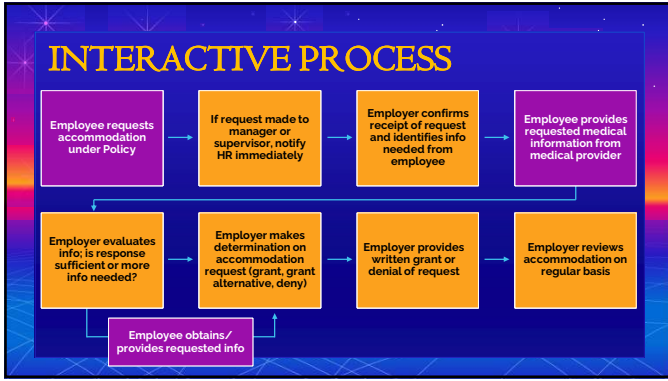 INTERACTIVE PROCESS
Employee requests
accommodation
under Policy
If request made to
manager or
supervisor, notify
HR immediately
Employer confirms
receipt of request
and identifies info
needed from
employee
Employee provides
requested medical
information from
medical provider
Employer evaluates
info; is response
sufficient or more
info needed?
Employer makes
determination on
accommodation
request (grant, grant
alternative, deny)
Employer provides
written grant or
denial of request
Employer reviews
accommodation on
regular basis
Employee obtains/
provides requested info